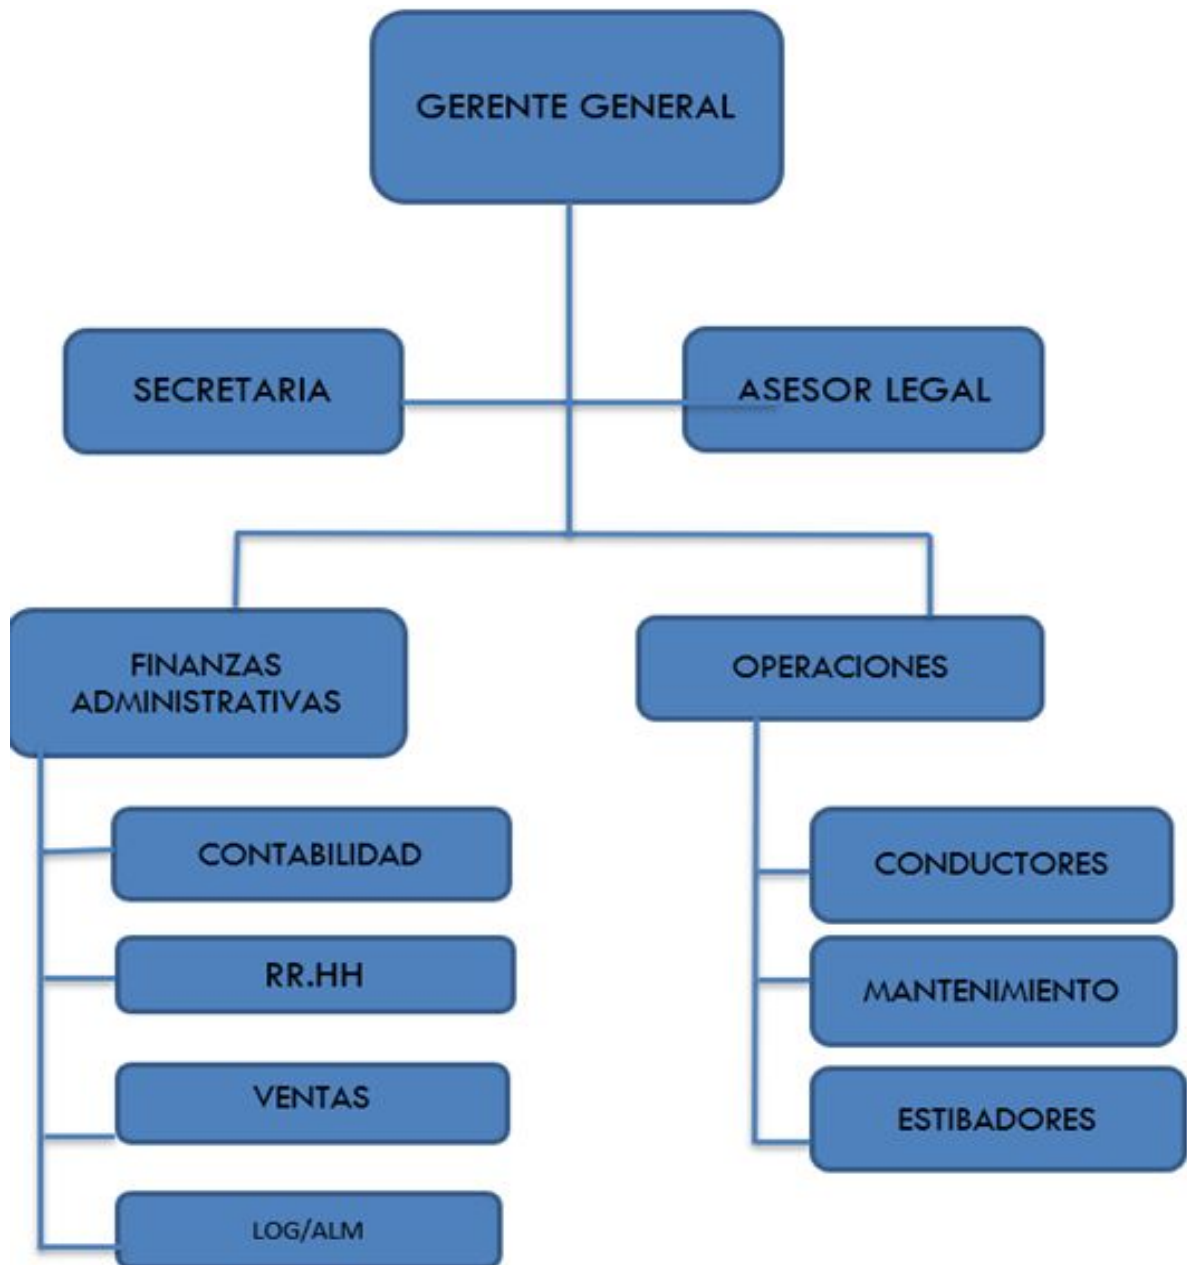 GERENTE GENERAL
SECRETARIA
ASESOR LEGAL
FINANZAS
ADMINISTRATIVAS
OPERACIONES
CONTABILIDAD
RR.HH
VENTAS
LOG/ALM
CONDUCTORES
MANTENIMIENTO
ESTIBADORES